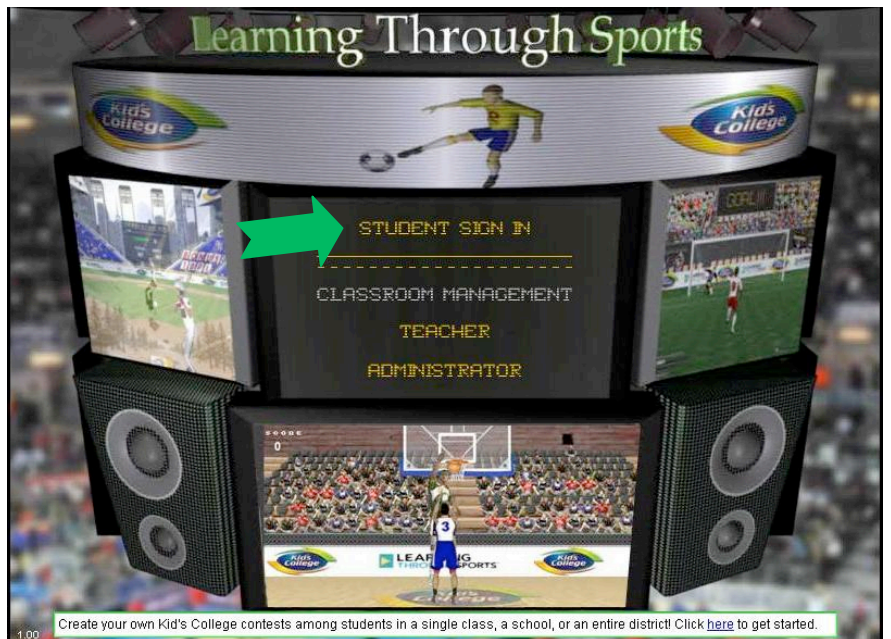 Learning Through Sports
Kid's College
Kid's College
GOAL!!!
STUDENT SIGN IN
CLASSROOM MANAGEMENT
TEACHER
ADMINISTRATOR
SCORE
0
3
Kid's College
LEARNING THROUGH SPORTS
Kid's College
Create your own Kid's College contests among students in a single class, a school, or an entire district! Click here to get started.
1.00